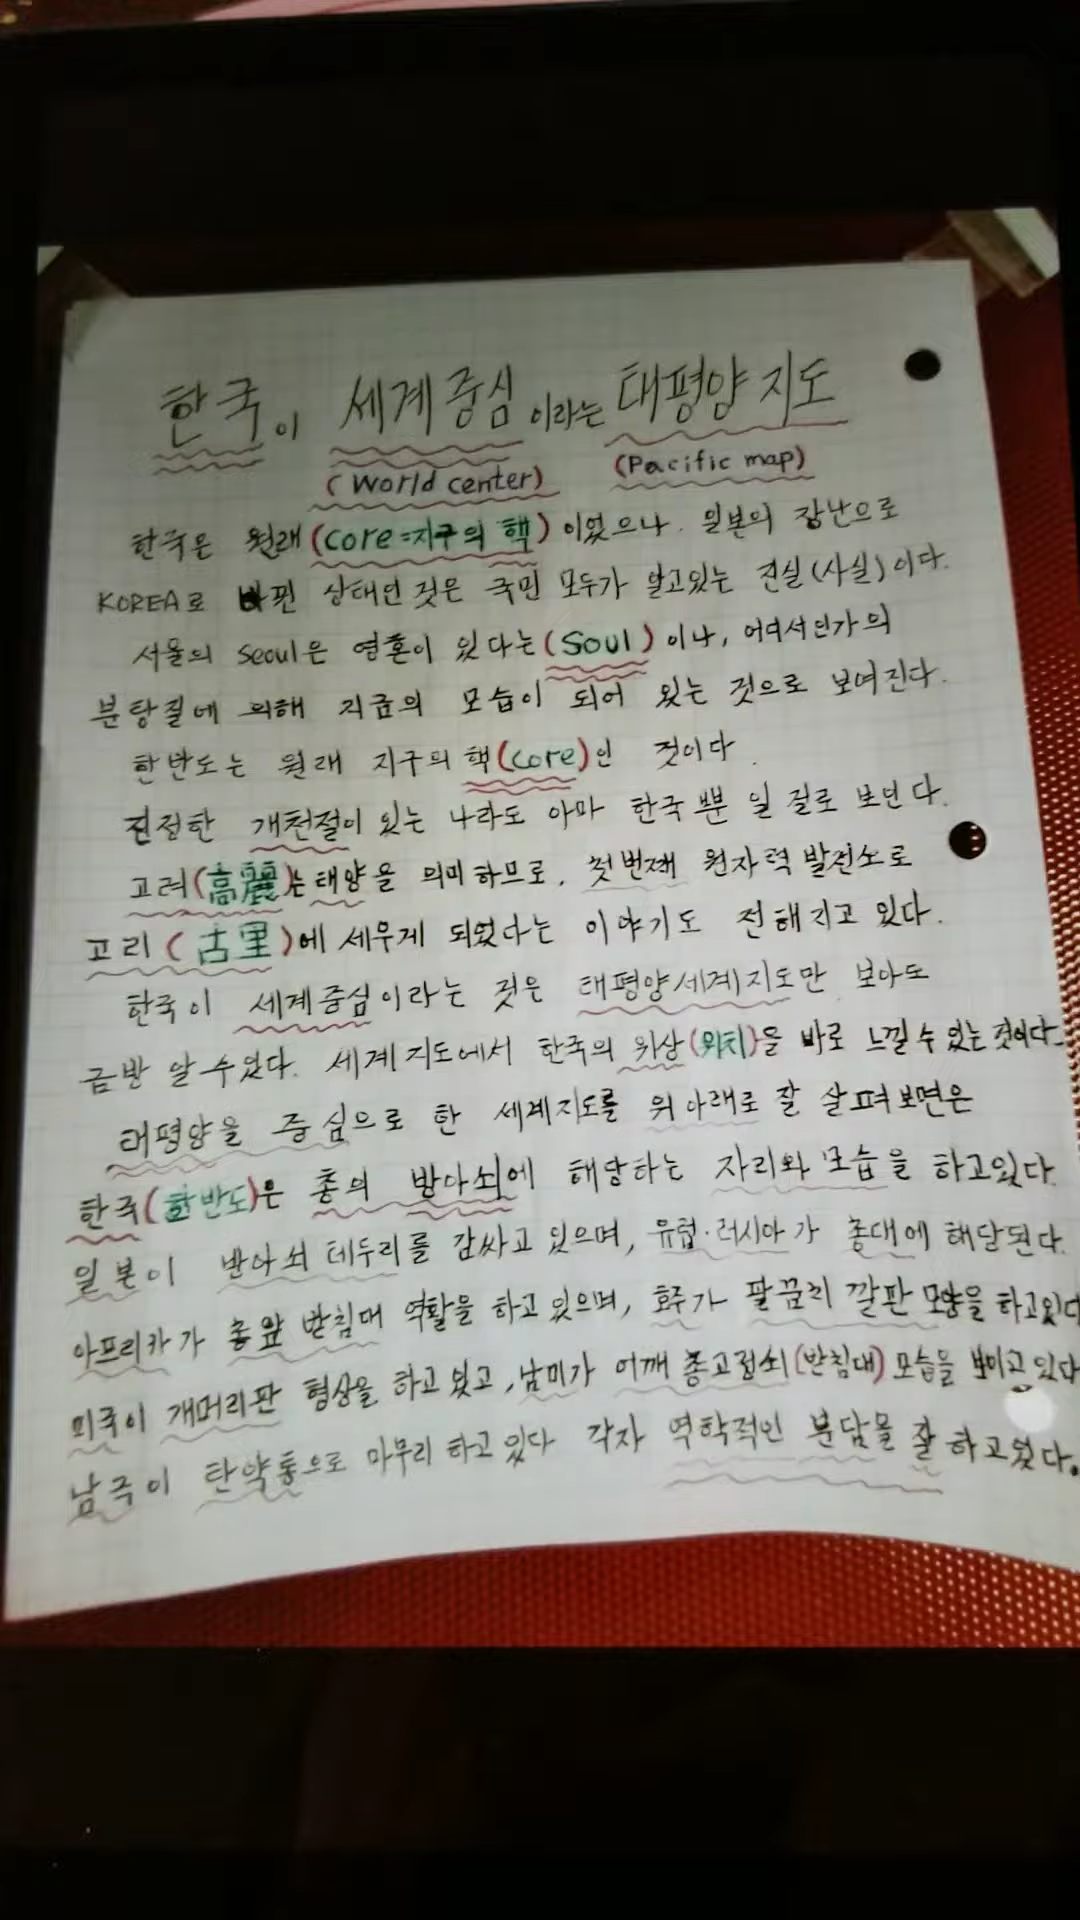 한국이 세계중심이라는 태평양 지도
(World center) (Pacific map)
한국은 원래(core=지구의 핵)이었으나. 일본의 장난으로
KOREA로 바뀐 상태인 것은 국민 모두가 알고있는 진실(사실)이다.
서울의 seoul은 영혼이 있다는(Soul)이나, 어디서인가의
분탕질에 의해 지금의 모습이 되어 있는 것으로 보여진다.
한반도는 원래 지구의 핵(core)인 것이다.
진정한 개천절이 있는 나라도 아마 한국뿐일 걸로 보인다.
고려(高麗)는 태양을 의미하므로, 첫번째 원자력 발전소로
고리(古里)에 세우게 되었다는 이야기도 전해지고 있다.
한국이 세계중심이라는 것은 태평양세계지도만 보아도
금방 알 수 있다. 세계지도에서 한국의 위상(위치)을 바로 느낄 수 있는 것이다.
태평양을 중심으로 한 세계지도를 위아래로 잘 살펴보면은
한국(한반도)은 총의 방아쇠에 해당하는 자리와 모습을 하고있다.
일본이 방아쇠 테두리를 감싸고 있으며, 유럽·러시아가 총대에 해당된다.
아프리카가 총앞 받침대 역활을 하고 있으며, 호주가 팔꿈치 깔판 모양을 하고있다
미국이 개머리판 형상을 하고 있고, 남미가 어깨 총고정쇠(받침대) 모습을 보이고 있다
남극이 탄약통으로 마무리 하고 있다 각자 역학적인 분담을 잘 하고있다.